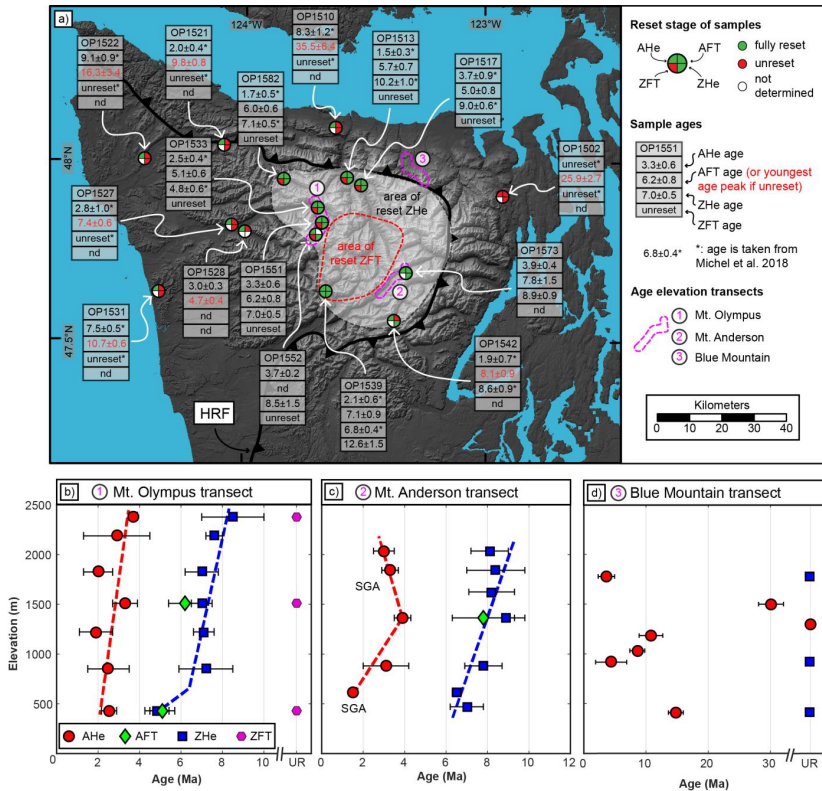 a)
124°W
123°W
48°N
47.5°N
OP1522
9.1±0.9*
16.3±3.4
unreset*
nd
OP1521
2.0±0.4*
9.8±0.8
unreset*
nd
OP1510
8.3±1.2*
35.5±6.4
unreset*
nd
OP1582
1.7±0.5*
6.0±0.6
7.1±0.5*
unreset
OP1513
1.5±0.3*
5.7±0.7
10.2±1.0*
unreset
OP1517
3.7±0.9*
5.0±0.8
9.0±0.6*
unreset
OP1533
2.5±0.4*
5.1±0.6
4.8±0.6*
unreset
OP1502
unreset*
25.9±2.7
unreset*
nd
OP1527
2.8±1.0*
7.4±0.6
unreset*
nd
OP1528
3.0±0.3
4.7±0.4
nd
nd
OP1551
3.3±0.6
6.2±0.8
7.0±0.5
unreset
OP1573
3.9±0.4
7.8±1.5
8.9±0.9
nd
OP1531
7.5±0.5*
10.7±0.6
unreset*
nd
OP1552
3.7±0.2
nd
8.5±1.5
unreset
OP1539
2.1±0.6*
7.1±0.9
6.8±0.4*
12.6±1.5
OP1542
1.9±0.7*
8.1±0.9
8.6±0.9*
nd
1
2
3
area of
reset ZHe
area of
reset ZFT
HRF
Reset stage of samples
AHe
AFT
ZFT
ZHe
fully reset
unreset
not
determined
Sample ages
OP1551
3.3±0.6
6.2±0.8
7.0±0.5
unreset
AHe age
AFT age (or youngest
age peak if unreset)
ZHe age
ZFT age
6.8±0.4*
*: age is taken from
Michel et al. 2018
Age elevation transects
1 Mt. Olympus
2 Mt. Anderson
3 Blue Mountain
Kilometers
0 10 20 30 40
b) 1 Mt. Olympus transect
2500
2000
1500
1000
500
Elevation (m)
AHe AFT ZHe ZFT
2 4 6 8 10 UR
Age (Ma)
c) 2 Mt. Anderson transect
SGA
SGA
0 2 4 6 8 10 12
Age (Ma)
d) 3 Blue Mountain transect
0 10 20 30 UR
Age (Ma)